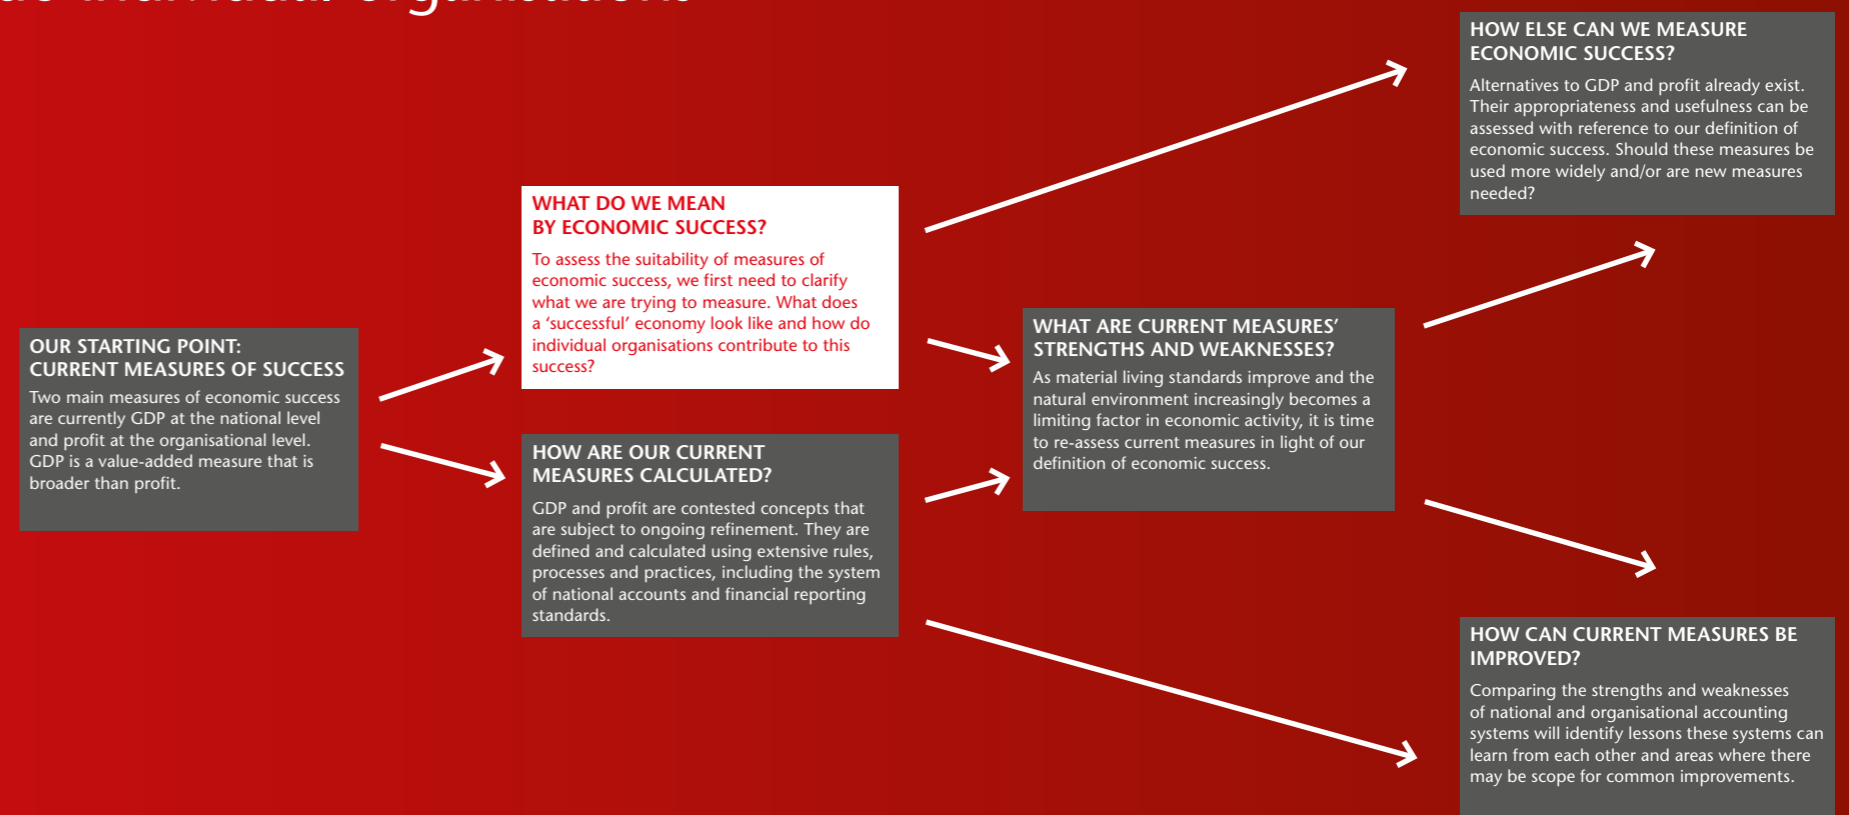 individual organisations
HOW ELSE CAN WE MEASURE
ECONOMIC SUCCESS?
Alternatives to GDP and profit already exist.
Their appropriateness and usefulness can be
assessed with reference to our definition of
economic success. Should these measures be
used more widely and/or are new measures
needed?
WHAT DO WE MEAN
BY ECONOMIC SUCCESS?
To assess the suitability of measures of
economic success, we first need to clarify
what we are trying to measure. What does
a ‘successful’ economy look like and how do
individual organisations contribute to this
success?
OUR STARTING POINT:
CURRENT MEASURES OF SUCCESS
Two main measures of economic success
are currently GDP at the national level
and profit at the organisational level.
GDP is a value-added measure that is
broader than profit.
WHAT ARE CURRENT MEASURES’
STRENGTHS AND WEAKNESSES?
As material living standards improve and the
natural environment increasingly becomes a
limiting factor in economic activity, it is time
to re-assess current measures in light of our
definition of economic success.
HOW ARE OUR CURRENT
MEASURES CALCULATED?
GDP and profit are contested concepts that
are subject to ongoing refinement. They are
defined and calculated using extensive rules,
processes and practices, including the system
of national accounts and financial reporting
standards.
HOW CAN CURRENT MEASURES BE
IMPROVED?
Comparing the strengths and weaknesses
of national and organisational accounting
systems will identify lessons these systems can
learn from each other and areas where there
may be scope for common improvements.